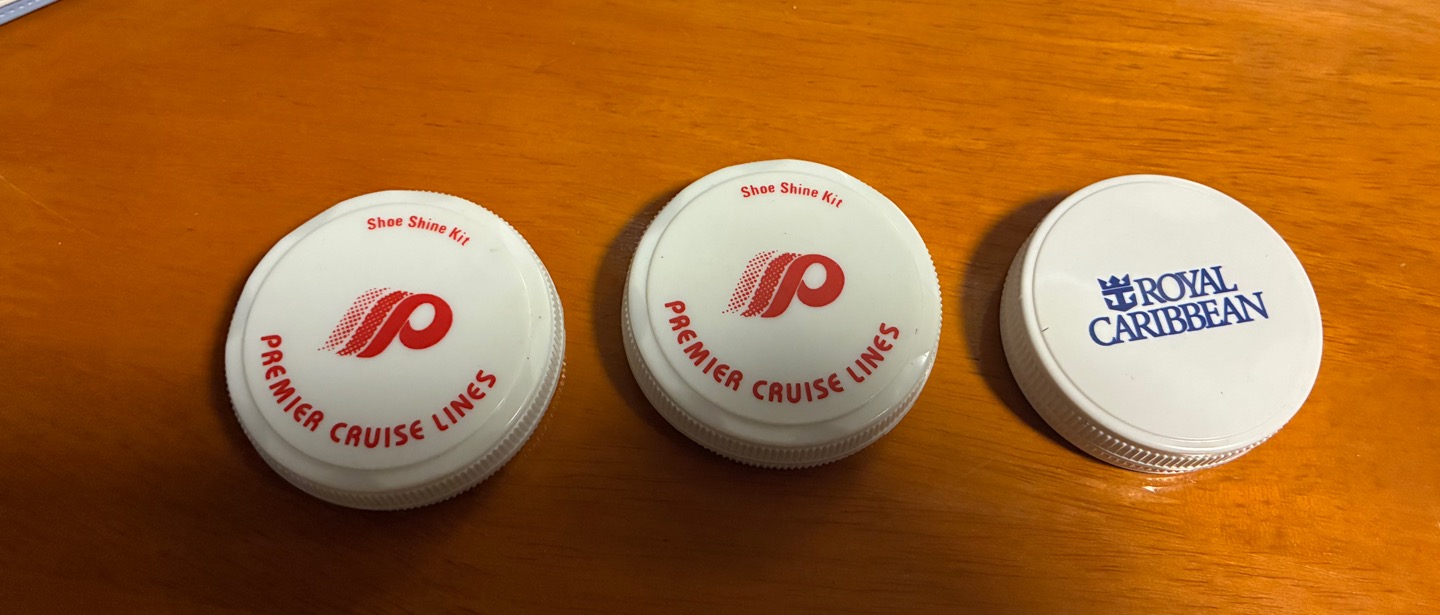 Shoe Shine Kit
PREMIER CRUISE LINES
Shoe Shine Kit
PREMIER CRUISE LINES
ROYAL
CARIBBEAN